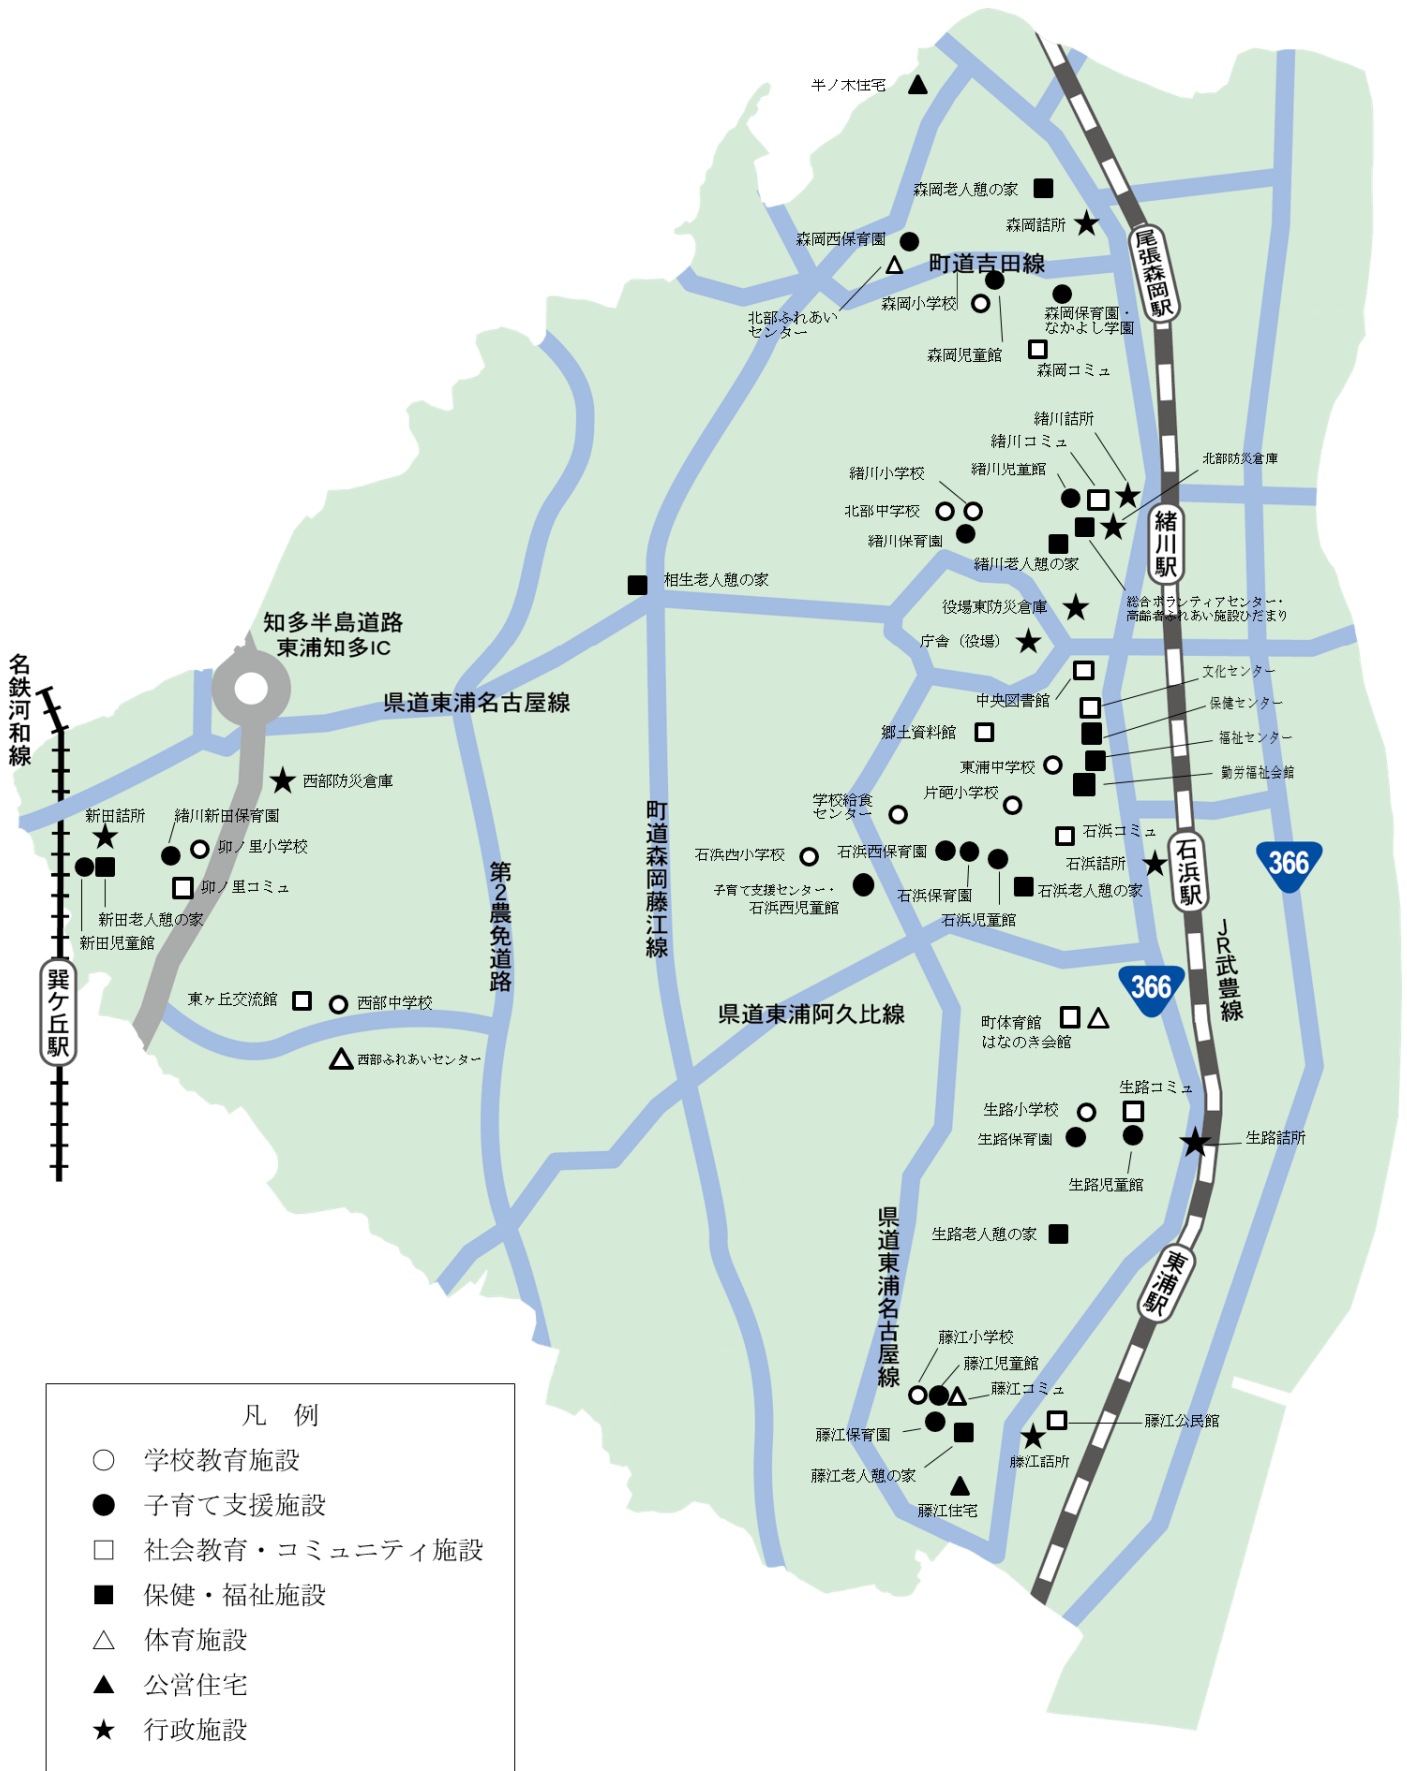 半ノ木住宅
森岡老人憩の家
森岡詰所
森岡西保育園
町道吉田線
尾張森岡駅
森岡小学校
北部ふれあい
センター
森岡保育園・
なかよし学園
森岡児童館
森岡コミュ
緒川詰所
緒川コミュ
北部防災倉庫
緒川児童館
緒川小学校
北部中学校
緒川保育園
緒川駅
緒川老人憩の家
相生老人憩の家
総合ボランティアセンター・
高齢者ふれあい施設ひだまり
役場東防災倉庫
庁舎（役場）
知多半島道路
東浦知多IC
名鉄河和線
県道東浦名古屋線
文化センター
中央図書館
保健センター
郷土資料館
福祉センター
東浦中学校
勤労福祉会館
西部防災倉庫
片葩小学校
学校給食
センター
新田詰所
緒川新田保育園
卯ノ里小学校
町道森岡藤江線
石浜コミュ
石浜西小学校
石浜西保育園
石浜詰所
石浜駅
366
第2農免道路
卯ノ里コミュ
子育て支援センター・
石浜西児童館
石浜保育園
石浜老人憩の家
新田老人憩の家
石浜児童館
新田児童館
JR武豊線
巽ケ丘駅
366
東ヶ丘交流館
西部中学校
県道東浦阿久比線
町体育館
はなのき会館
西部ふれあいセンター
生路コミュ
生路小学校
生路保育園
生路詰所
生路児童館
県道東浦名古屋線
生路老人憩の家
東浦駅
藤江小学校
藤江児童館
藤江コミュ
藤江公民館
藤江保育園
藤江詰所
藤江老人憩の家
藤江住宅
凡　例
○　学校教育施設
●　子育て支援施設
□　社会教育・コミュニティ施設
■　保健・福祉施設
△　体育施設
▲　公営住宅
★　行政施設